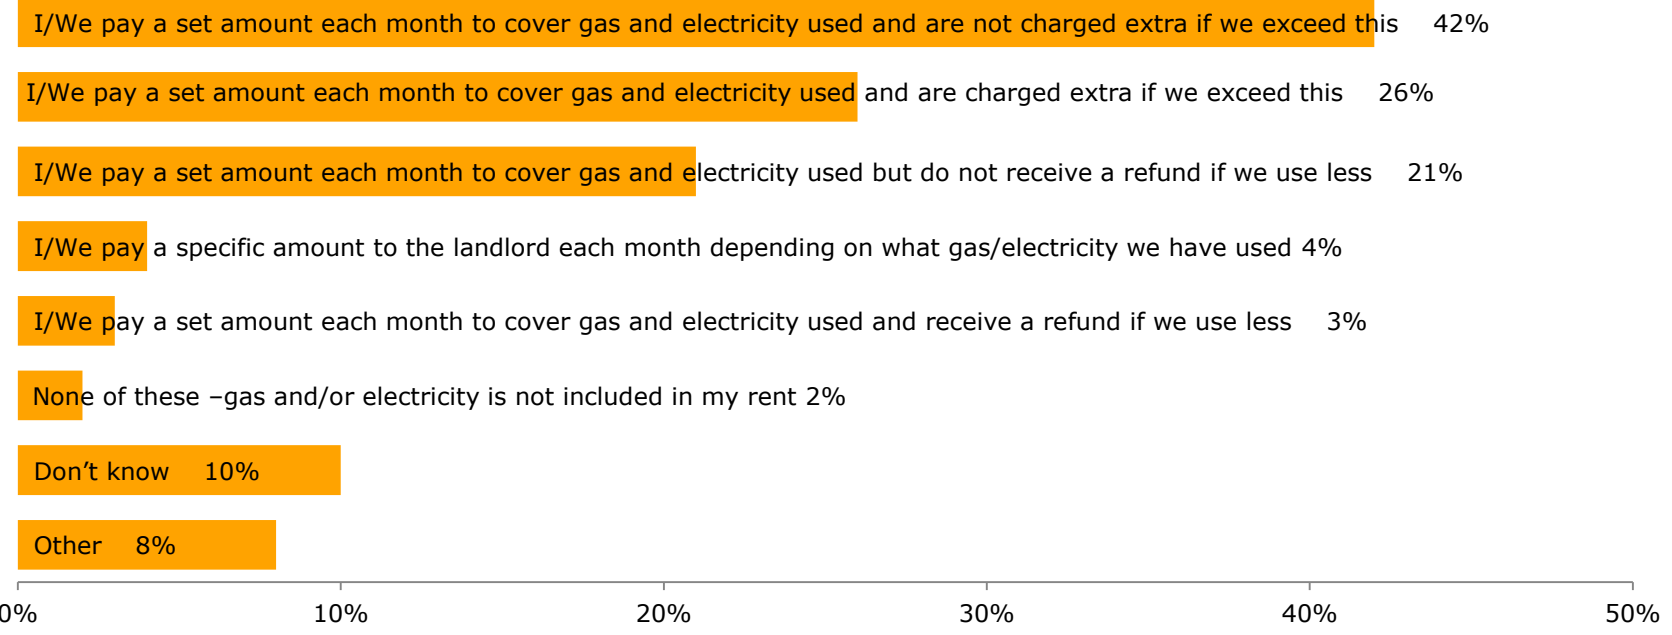 I/We pay a set amount each month to cover gas and electricity used and are not charged extra if we exceed this 42%
I/We pay a set amount each month to cover gas and electricity used and are charged extra if we exceed this 26%
I/We pay a set amount each month to cover gas and electricity used but do not receive a refund if we use less 21%
I/We pay a specific amount to the landlord each month depending on what gas/electricity we have used 4%
I/We pay a set amount each month to cover gas and electricity used and receive a refund if we use less 3%
None of these –gas and/or electricity is not included in my rent 2%
Don’t know 10%
Other 8%
0% 10% 20% 30% 40% 50%